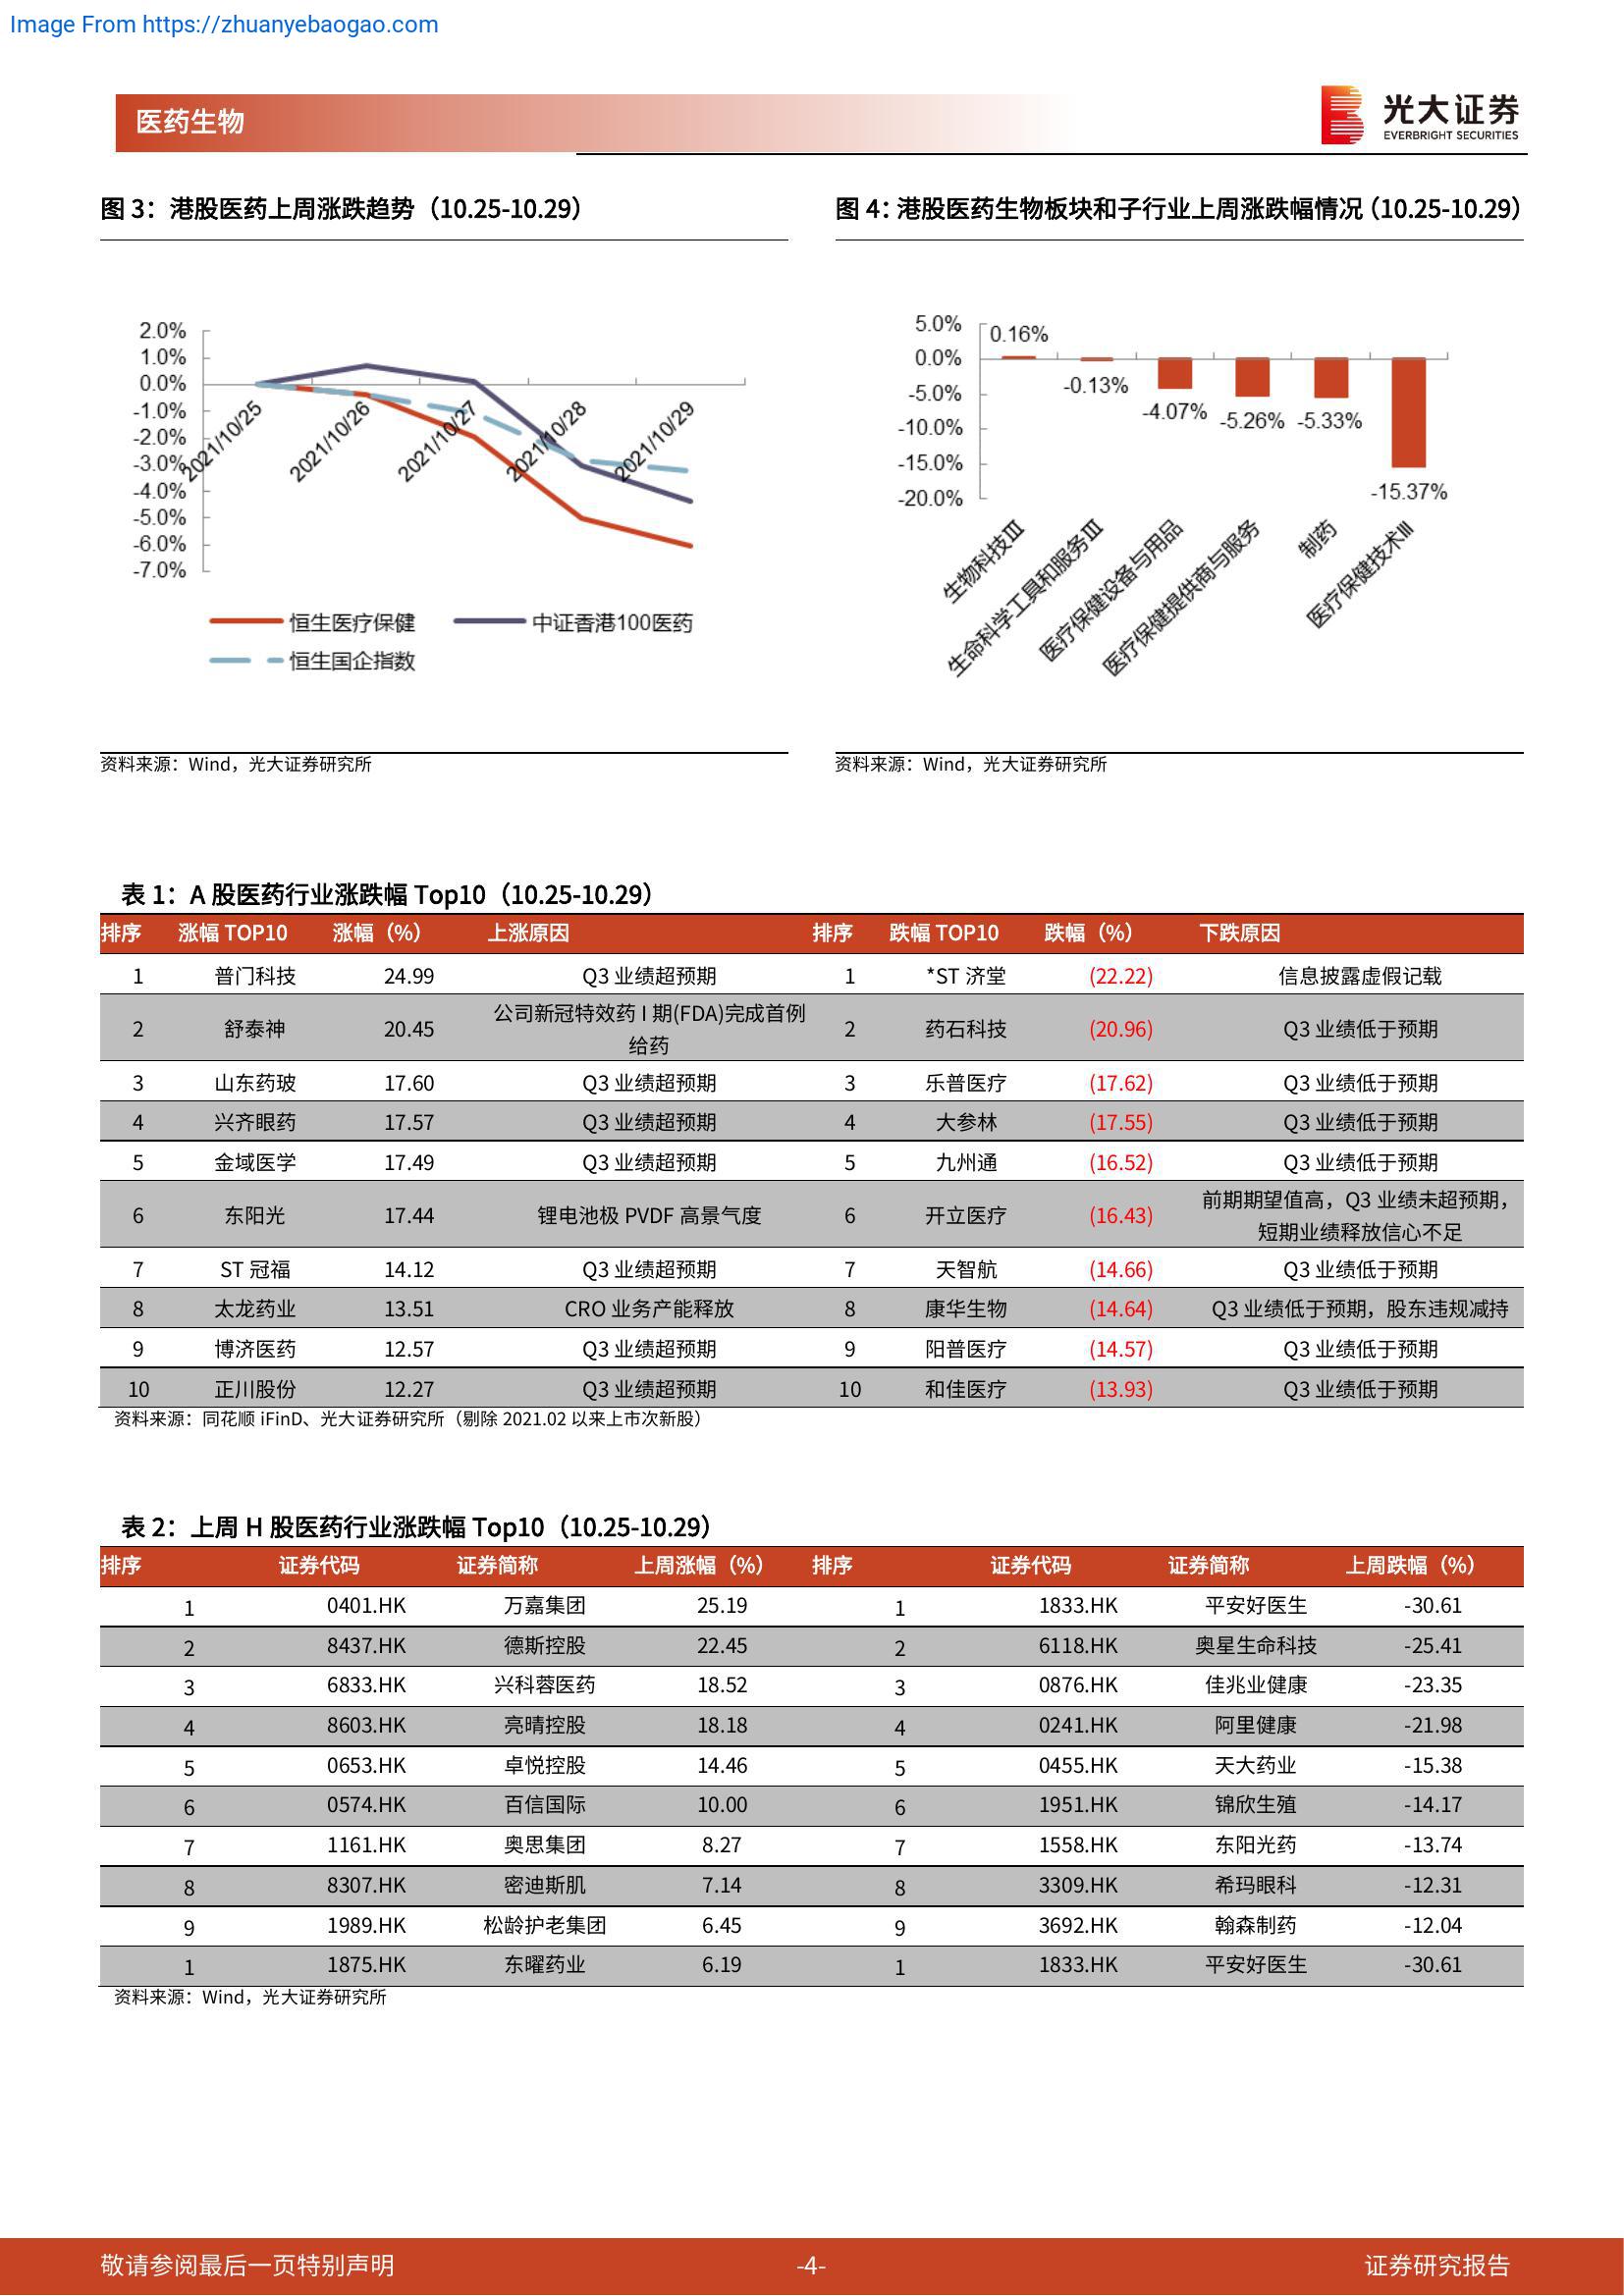 Image From https://zhuanyebaogao.com
医药生物
光大证券
EVERBRIGHT SECURITIES
图 3：港股医药上周涨跌趋势（10.25-10.29）
2.0%
1.0%
0.0%
-1.0%
-2.0%
-3.0%
-4.0%
-5.0%
-6.0%
-7.0%
2021/10/25
2021/10/26
2021/10/27
2021/10/28
2021/10/29
恒生医疗保健
中证香港100医药
恒生国企指数
资料来源：Wind，光大证券研究所
图 4：港股医药生物板块和子行业上周涨跌幅情况（10.25-10.29）
5.0%
0.0%
-5.0%
-10.0%
-15.0%
-20.0%
0.16%
-0.13%
-4.07%
-5.26%
-5.33%
-15.37%
生物科技Ⅲ
生命科学工具和服务Ⅲ
医疗保健设备与用品
医疗保健提供商与服务
制药
医疗保健技术Ⅲ
资料来源：Wind，光大证券研究所
表 1：A 股医药行业涨跌幅 Top10（10.25-10.29）
排序 涨幅 TOP10 涨幅（%） 上涨原因 排序 跌幅 TOP10 跌幅（%） 下跌原因
1 普门科技 24.99 Q3 业绩超预期 1 *ST 济堂 (22.22) 信息披露虚假记载
2 舒泰神 20.45 公司新冠特效药 I 期(FDA)完成首例给药 2 药石科技 (20.96) Q3 业绩低于预期
3 山东药玻 17.60 Q3 业绩超预期 3 乐普医疗 (17.62) Q3 业绩低于预期
4 兴齐眼药 17.57 Q3 业绩超预期 4 大参林 (17.55) Q3 业绩低于预期
5 金域医学 17.49 Q3 业绩超预期 5 九州通 (16.52) Q3 业绩低于预期
6 东阳光 17.44 锂电池极 PVDF 高景气度 6 开立医疗 (16.43) 前期期望值高，Q3 业绩未超预期，短期业绩释放信心不足
7 ST 冠福 14.12 Q3 业绩超预期 7 天智航 (14.66) Q3 业绩低于预期
8 太龙药业 13.51 CRO 业务产能释放 8 康华生物 (14.64) Q3 业绩低于预期，股东违规减持
9 博济医药 12.57 Q3 业绩超预期 9 阳普医疗 (14.57) Q3 业绩低于预期
10 正川股份 12.27 Q3 业绩超预期 10 和佳医疗 (13.93) Q3 业绩低于预期
资料来源：同花顺 iFinD、光大证券研究所（剔除 2021.02 以来上市次新股）
表 2：上周 H 股医药行业涨跌幅 Top10（10.25-10.29）
排序 证券代码 证券简称 上周涨幅（%） 排序 证券代码 证券简称 上周跌幅（%）
1 0401.HK 万嘉集团 25.19 1 1833.HK 平安好医生 -30.61
2 8437.HK 德斯控股 22.45 2 6118.HK 奥星生命科技 -25.41
3 6833.HK 兴科蓉医药 18.52 3 0876.HK 佳兆业健康 -23.35
4 8603.HK 亮晴控股 18.18 4 0241.HK 阿里健康 -21.98
5 0653.HK 卓悦控股 14.46 5 0455.HK 天大药业 -15.38
6 0574.HK 百信国际 10.00 6 1951.HK 锦欣生殖 -14.17
7 1161.HK 奥思集团 8.27 7 1558.HK 东阳光药 -13.74
8 8307.HK 密迪斯肌 7.14 8 3309.HK 希玛眼科 -12.31
9 1989.HK 松龄护老集团 6.45 9 3692.HK 翰森制药 -12.04
1 1875.HK 东曜药业 6.19 1 1833.HK 平安好医生 -30.61
资料来源：Wind，光大证券研究所
敬请参阅最后一页特别声明
-4-
证券研究报告